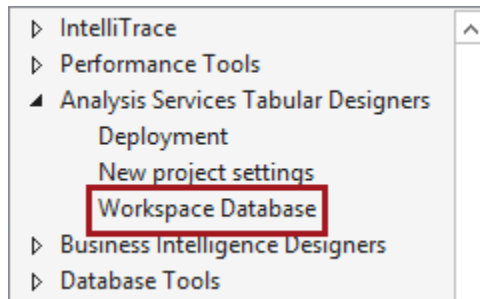 IntelliTrace
Performance Tools
Analysis Services Tabular Designers
Deployment
New project settings
Workspace Database
Business Intelligence Designers
Database Tools